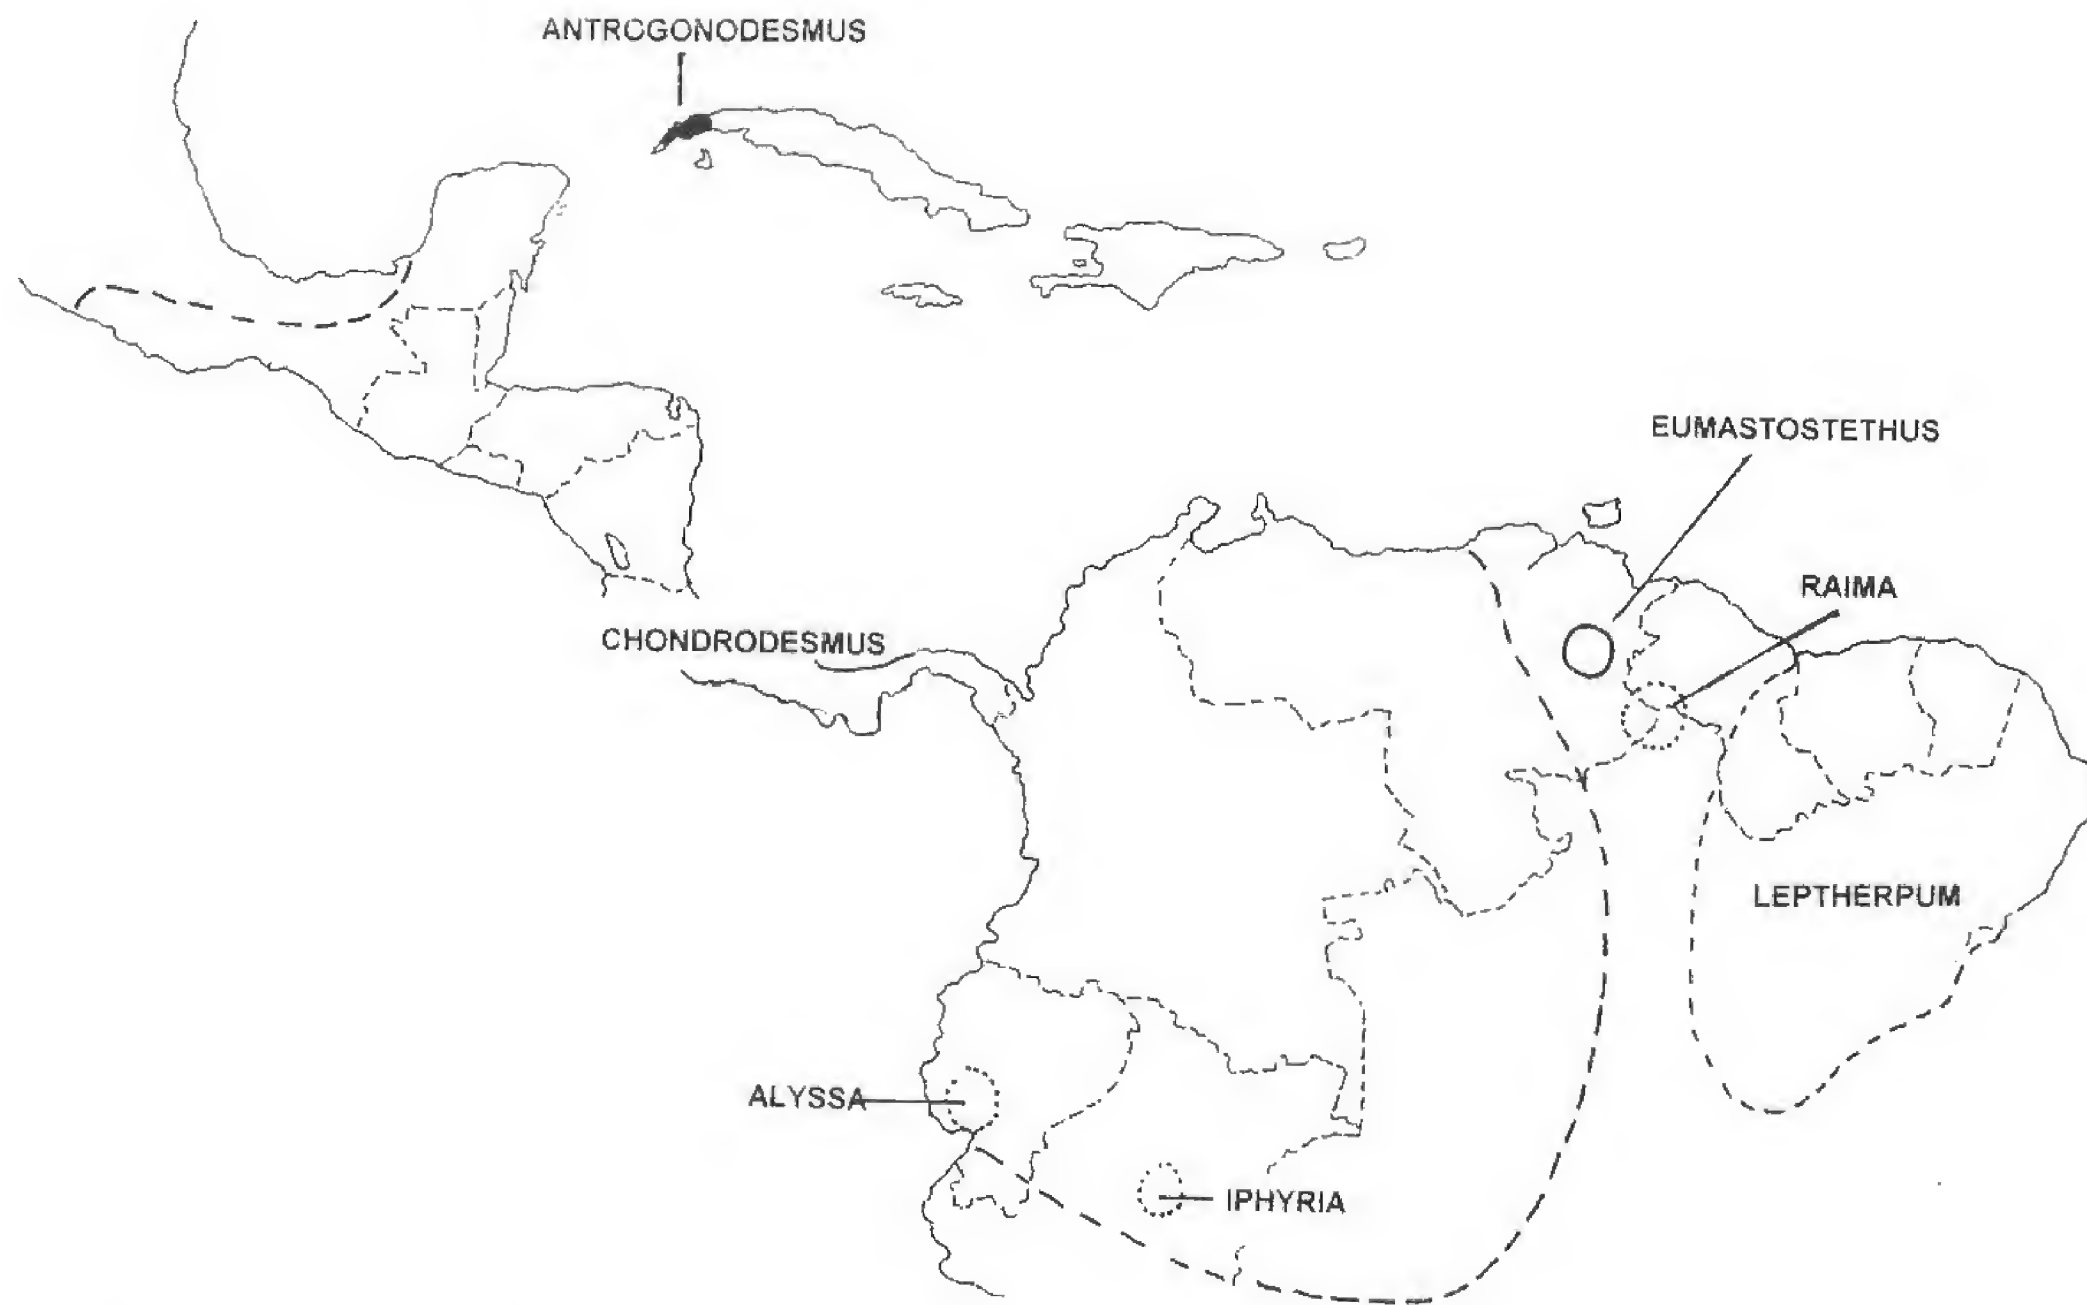 ANTROGONODESMUS
EUMASTOSTETHUS
RAIMA
CHONDRODESMUS
LEPTHERPUM
ALYSSA
IPHYRIA